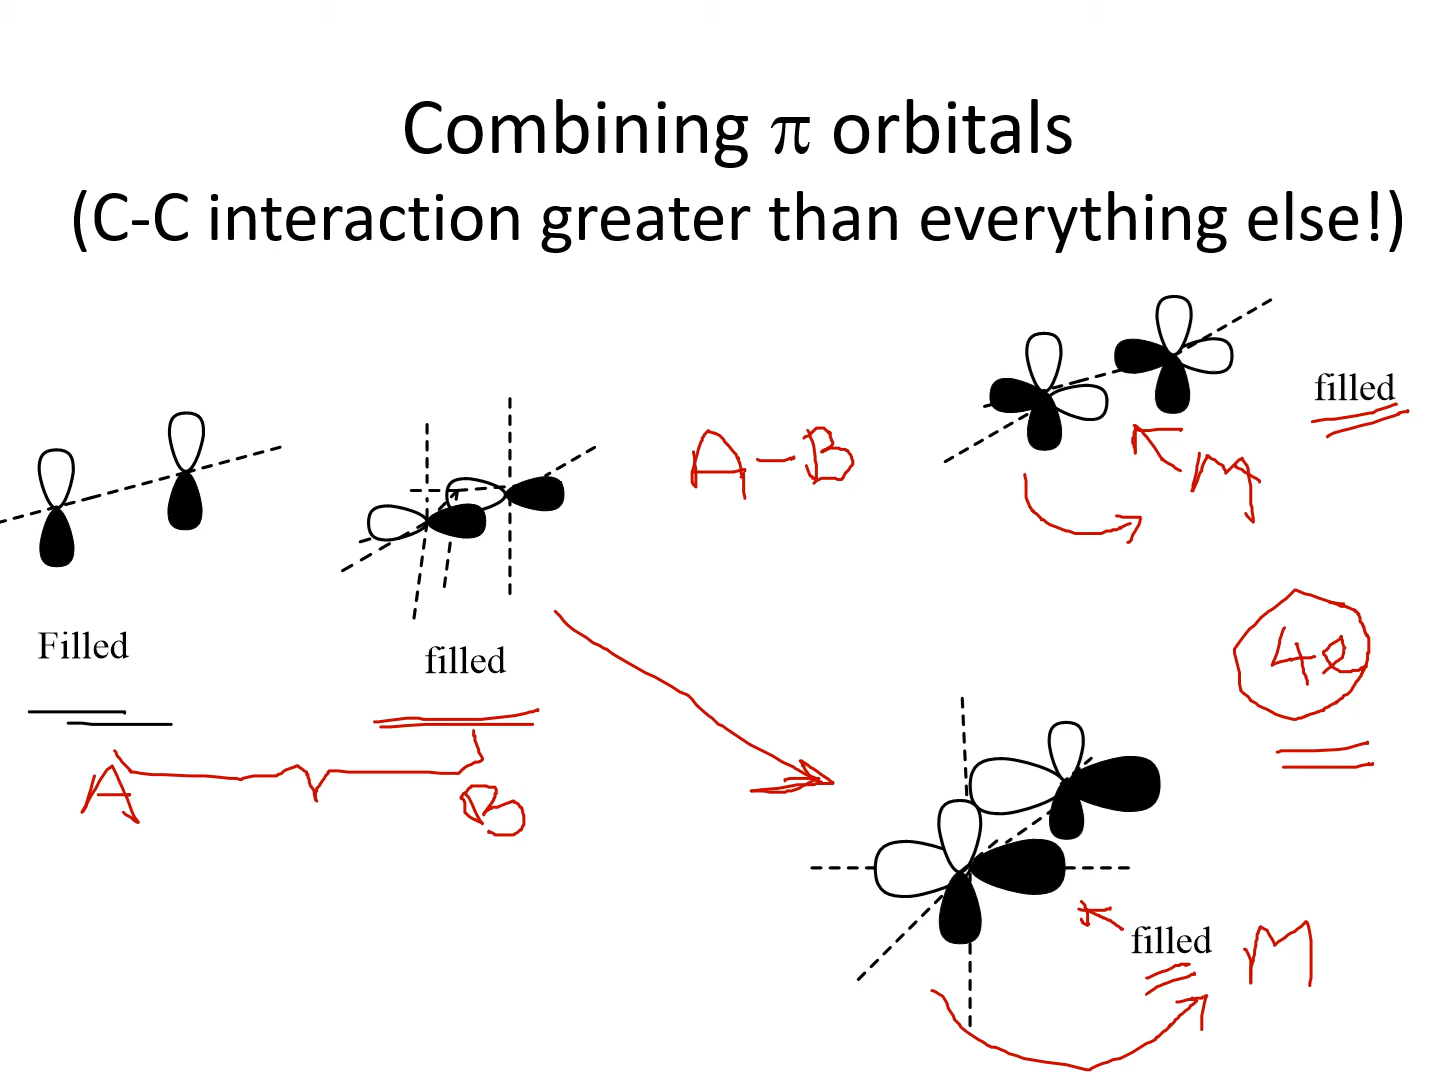 Combining π orbitals
(C-C interaction greater than everything else!)
filled
A-B
M
4e
Filled
filled
A
B
filled
M